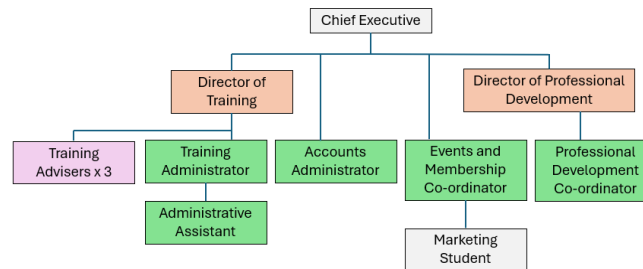 Chief Executive
Director of
Training
Director of Professional
Development
Training
Advisers x 3
Training
Administrator
Accounts
Administrator
Events and
Membership
Co-ordinator
Professional
Development
Co-ordinator
Administrative
Assistant
Marketing
Student